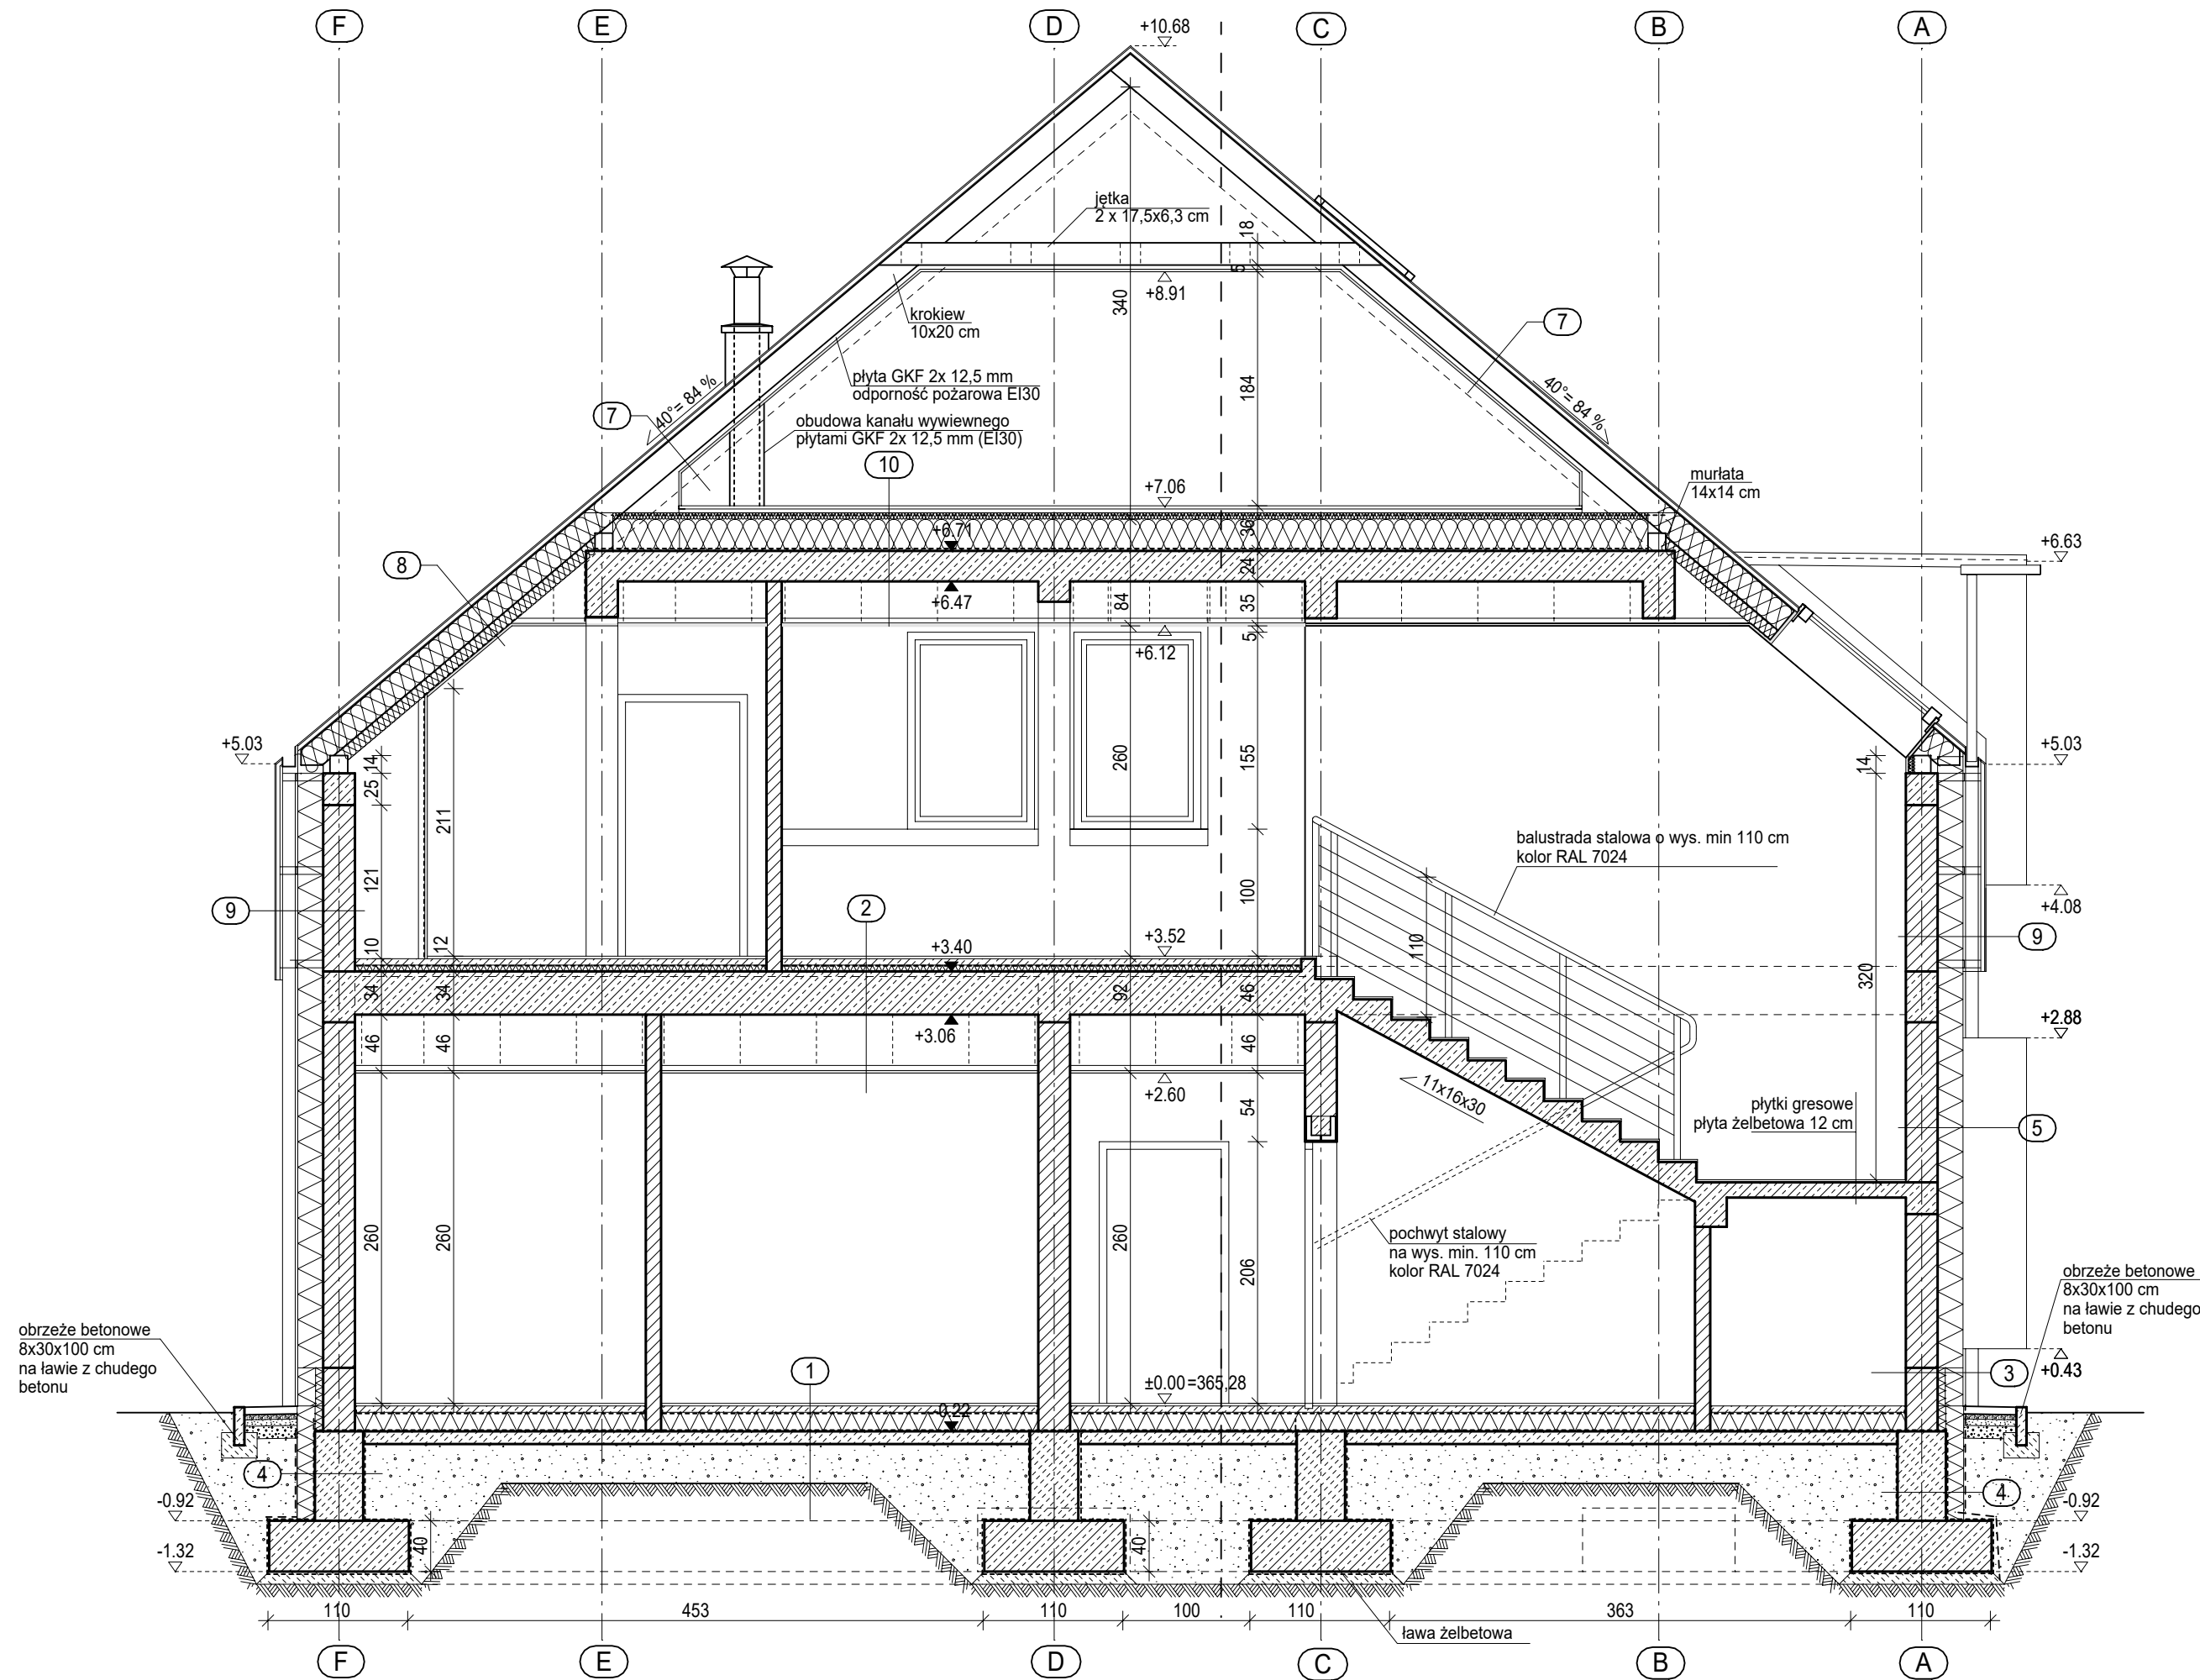 F
E
D
C
B
A
+10.68
jętka
2 x 17,5x6,3 cm
18
5
+8.91
340
krokiew
10x20 cm
7
płyta GKF 2x 12,5 mm
odporność pożarowa EI30
40°= 84 %
40°= 84 %
184
7
obudowa kanału wywiewnego
płytami GKF 2x 12,5 mm (EI30)
10
murłata
14x14 cm
+7.06
+6.71
36
+6.63
8
24
+6.47
84
35
5
+6.12
+5.03
14
25
+5.03
14
211
260
155
balustrada stalowa o wys. min 110 cm
kolor RAL 7024
121
100
9
2
+4.08
110
9
10
12
+3.40
+3.52
320
34
34
92
46
+2.88
46
46
+3.06
46
+2.60
54
11x16x30
płytki gresowe
płyta żelbetowa 12 cm
5
260
260
260
206
pochwyt stalowy
na wys. min. 110 cm
kolor RAL 7024
obrzeże betonowe
8x30x100 cm
na ławie z chudego
betonu
obrzeże betonowe
8x30x100 cm
na ławie z chudego
betonu
1
±0.00=365,28
3
+0.43
-0.22
4
4
-0.92
-0.92
40
40
-1.32
-1.32
110
453
110
100
110
363
110
ława żelbetowa
F
E
D
C
B
A